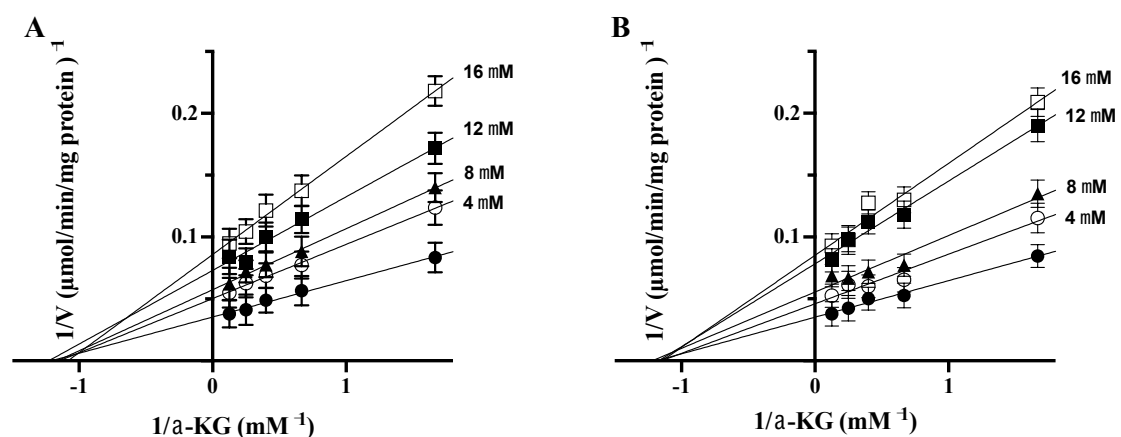 A
1/V (µmol/min/mg protein )⁻¹
0.2
0.1
16 mM
12 mM
8 mM
4 mM
-1
0
1
1/a-KG (mM⁻¹)
B
1/V (µmol/min/mg protein )⁻¹
0.2
0.1
16 mM
12 mM
8 mM
4 mM
-1
0
1
1/a-KG (mM⁻¹)